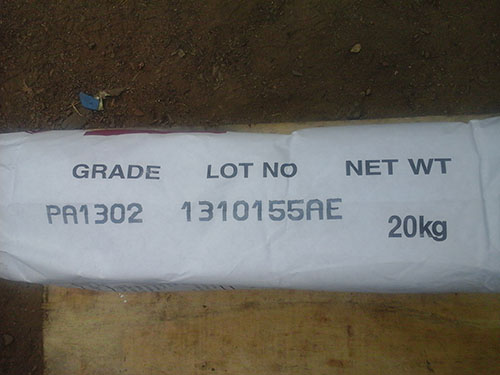 GRADE LOT NO NET WT
PA1302 1310155AE 20kg